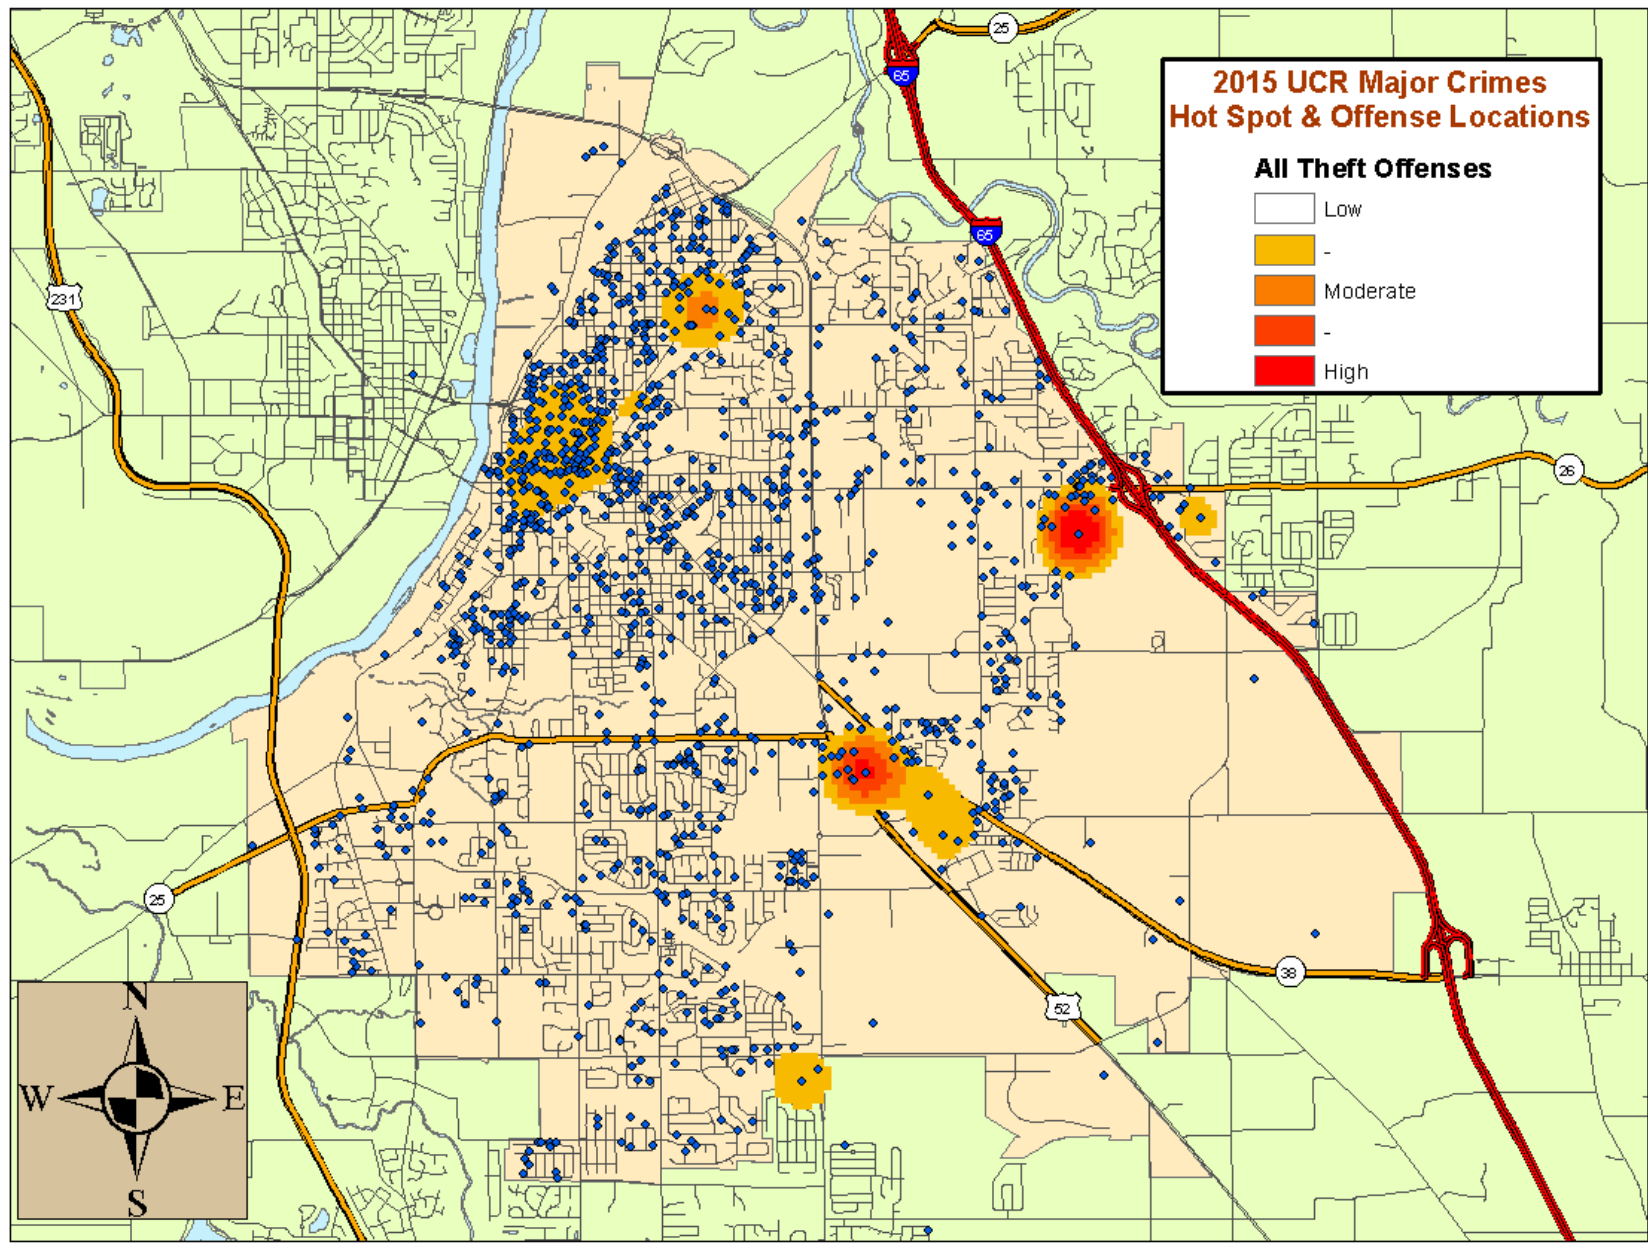 25
65
2015 UCR Major Crimes
Hot Spot & Offense Locations
All Theft Offenses
Low
-
Moderate
-
High
65
231
26
25
38
52
N
W E
S